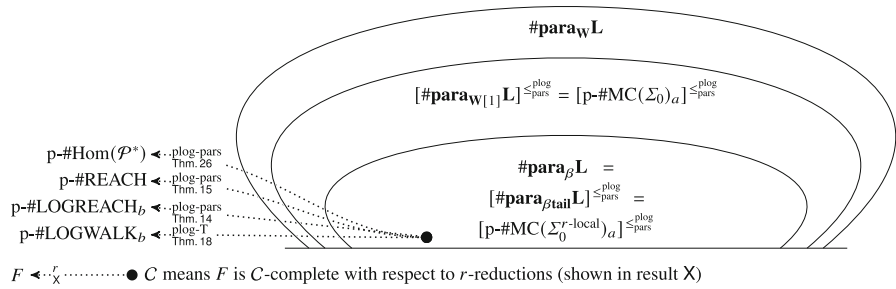 #para_W L
[#para_W[1] L]^{≤^plog_pars} = [p-#MC(Σ_0)_a]^{≤^plog_pars}
#para_β L =
[#para_βtail L]^{≤^plog_pars} =
[p-#MC(Σ_0^{r-local})_a]^{≤^plog_pars}
p-#Hom(𝒫*) plog-pars Thm. 26
p-#REACH plog-pars Thm. 15
p-#LOGREACH_b plog-pars Thm. 14
p-#LOGWALK_b plog-T Thm. 18
F r X 𝒞 means F is 𝒞-complete with respect to r-reductions (shown in result X)